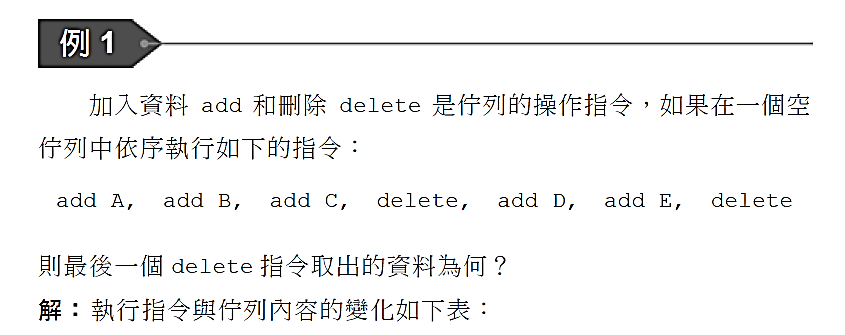 例 1
加入資料 add 和刪除 delete 是佇列的操作指令，如果在一個空
佇列中依序執行如下的指令：
add A, add B, add C, delete, add D, add E, delete
則最後一個 delete 指令取出的資料為何？
解：執行指令與佇列內容的變化如下表：